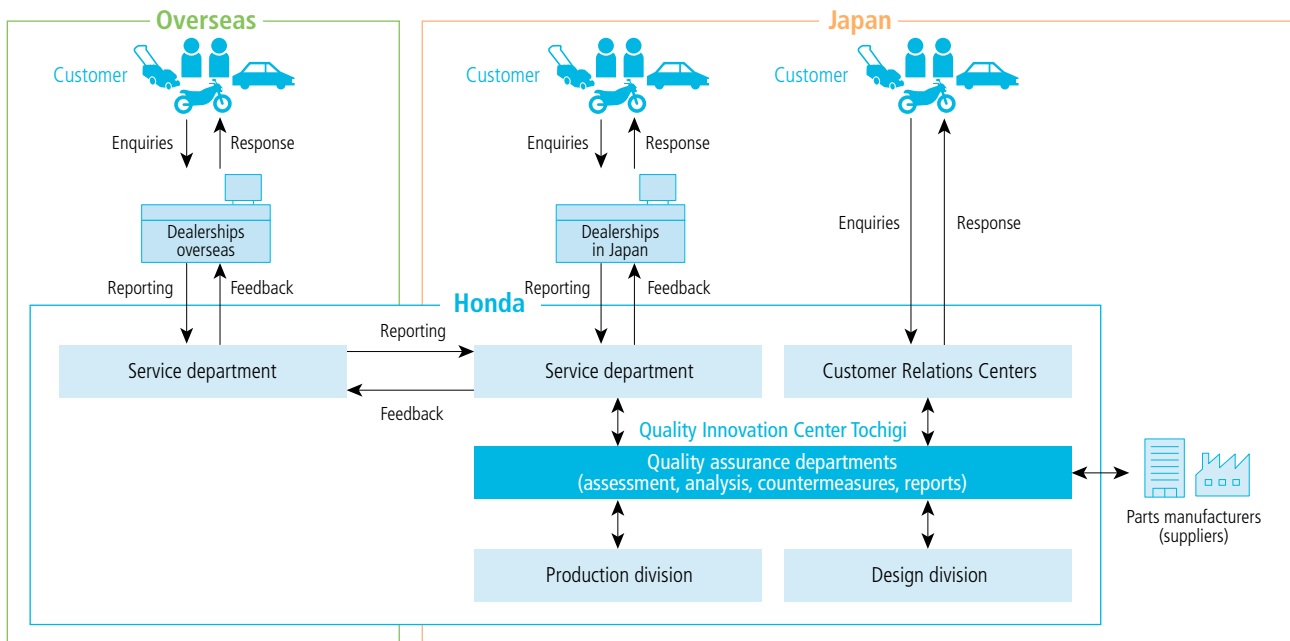 Overseas
Japan
Customer
Customer
Customer
Enquiries
Response
Enquiries
Response
Dealerships
overseas
Dealerships
in Japan
Enquiries
Response
Reporting
Feedback
Reporting
Feedback
Honda
Reporting
Service department
Service department
Customer Relations Centers
Feedback
Quality Innovation Center Tochigi
Quality assurance departments
(assessment, analysis, countermeasures, reports)
Parts manufacturers
(suppliers)
Production division
Design division